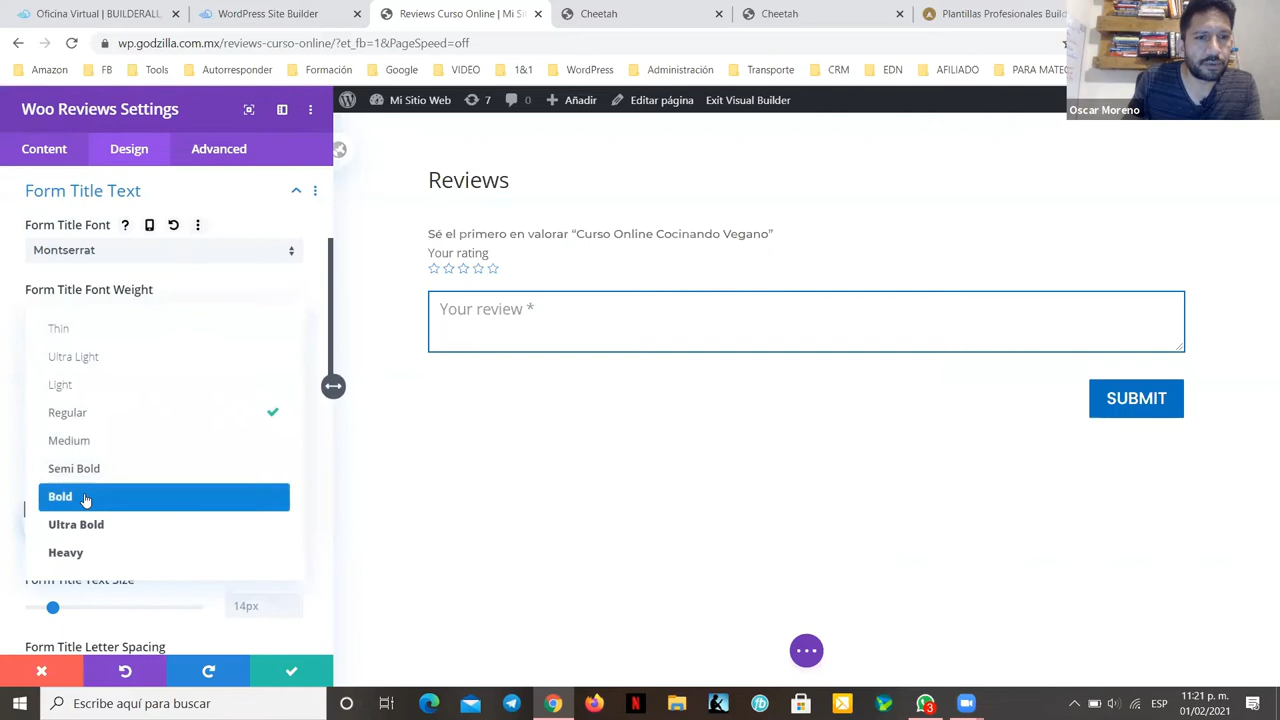 Oficina Virtual | BUILDERALL
WordPress Site Builder
Reviews Curso Online | Mi Si
Cheetah
Cheetah
Plantillas Profesionales Build
wp.godzilla.com.mx/reviews-curso-online/?et_fb=1&PageSpeed=off
Amazon
FB
Tools
Autorresponder
Formación
Google
VIDEO
1&1
WordPress
Administración
Transporte
CRM
EDN
AFILIADO
PARA MATEO
Oscar Moreno
Woo Reviews Settings
Mi Sitio Web
7
0
Añadir
Editar página
Exit Visual Builder
Content
Design
Advanced
Form Title Text
Form Title Font
Montserrat
Form Title Font Weight
Thin
Ultra Light
Light
Regular
Medium
Semi Bold
Bold
Ultra Bold
Heavy
Form Title Text Size
14px
Form Title Letter Spacing
Reviews
Sé el primero en valorar “Curso Online Cocinando Vegano”
Your rating
Your review *
SUBMIT
Escribe aquí para buscar
3
ESP
11:21 p. m.
01/02/2021